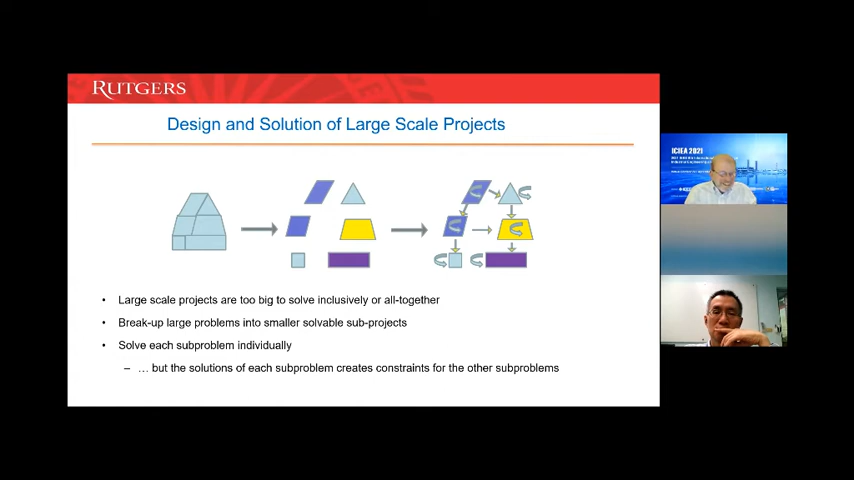 RUTGERS
Design and Solution of Large Scale Projects
• Large scale projects are too big to solve inclusively or all-together
• Break-up large problems into smaller solvable sub-projects
• Solve each subproblem individually
– … but the solutions of each subproblem creates constraints for the other subproblems
ICIEA 2021